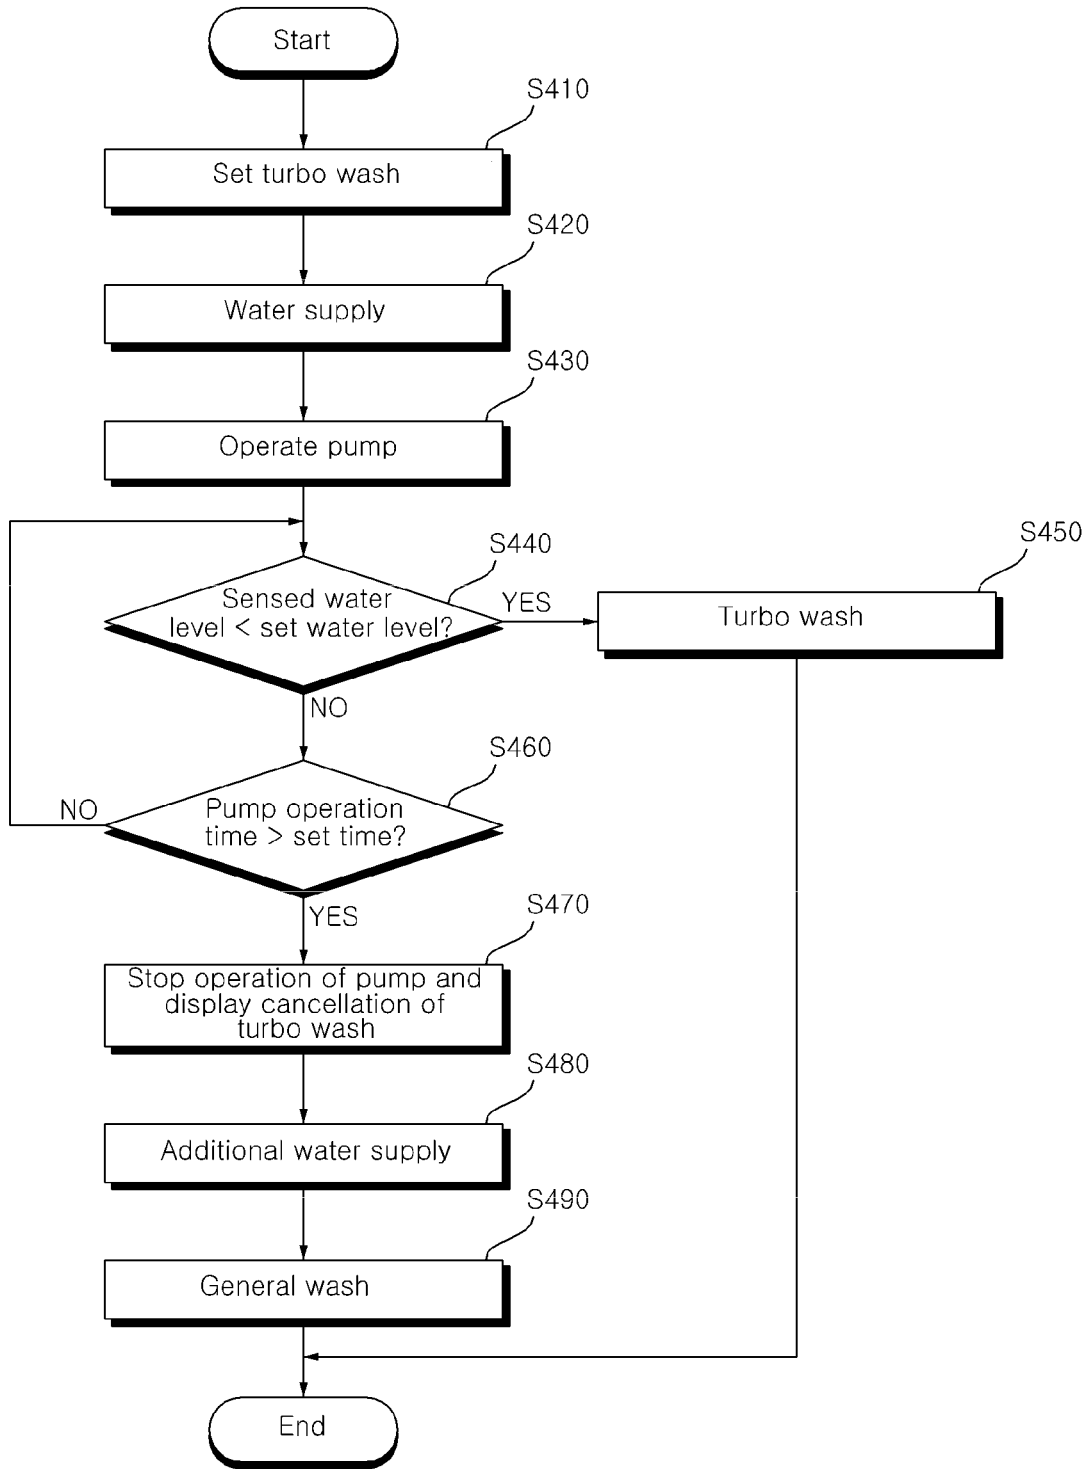 Start
S410
Set turbo wash
S420
Water supply
S430
Operate pump
S440
Sensed water
level < set water level?
YES
S450
Turbo wash
NO
S460
Pump operation
time > set time?
NO
YES
S470
Stop operation of pump and
display cancellation of
turbo wash
S480
Additional water supply
S490
General wash
End